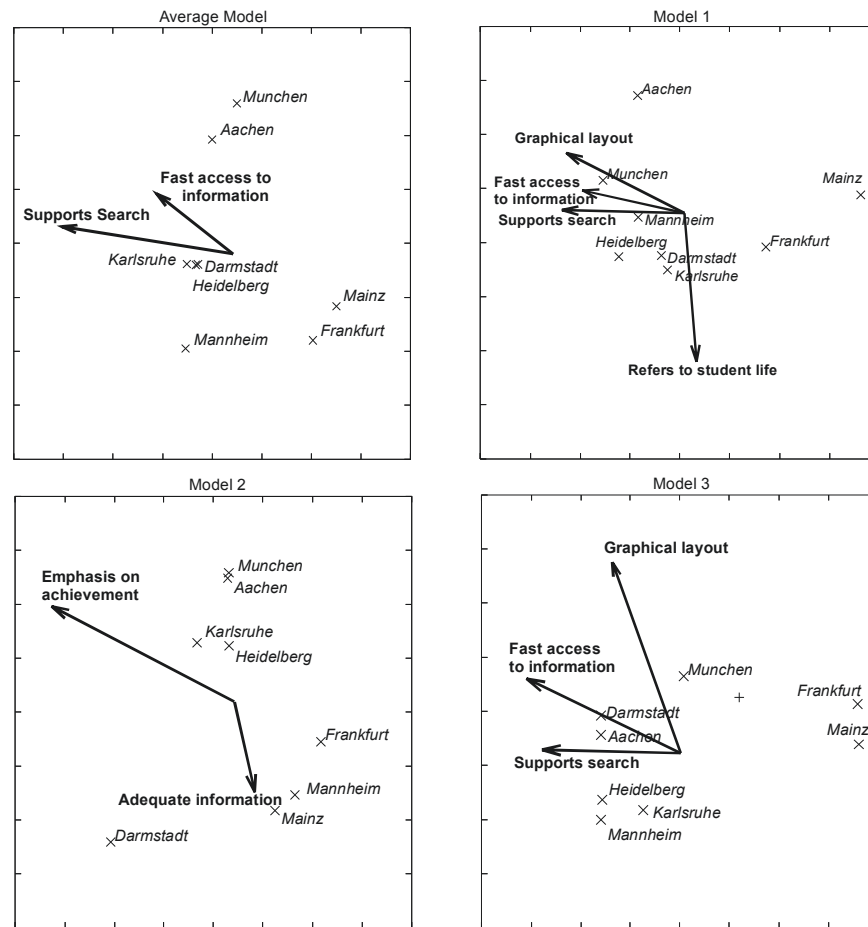 Average Model
Munchen
Aachen
Fast access to
information
Supports Search
Karlsruhe
Darmstadt
Heidelberg
Mainz
Frankfurt
Mannheim
Model 1
Aachen
Graphical layout
Munchen
Fast access
to information
Supports search
Mannheim
Mainz
Heidelberg
Darmstadt
Karlsruhe
Frankfurt
Refers to student life
Model 2
Munchen
Aachen
Emphasis on
achievement
Karlsruhe
Heidelberg
Frankfurt
Adequate information
Mannheim
Mainz
Darmstadt
Model 3
Graphical layout
Fast access
to information
Munchen
Frankfurt
Darmstadt
Aachen
Mainz
Supports search
Heidelberg
Karlsruhe
Mannheim